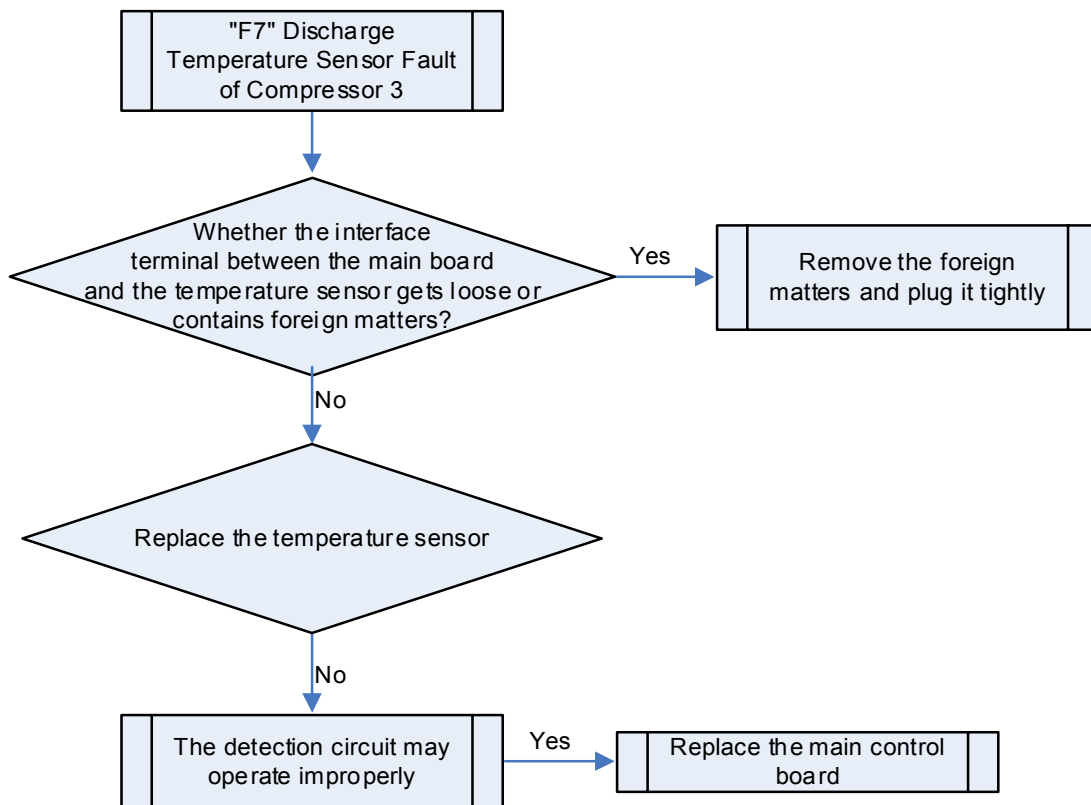 "F7" Discharge
Temperature Sensor Fault
of Compressor 3
Whether the interface
terminal between the main board
and the temperature sensor gets loose or
contains foreign matters?
Yes
Remove the foreign
matters and plug it tightly
No
Replace the temperature sensor
No
The detection circuit may
operate improperly
Yes
Replace the main control
board